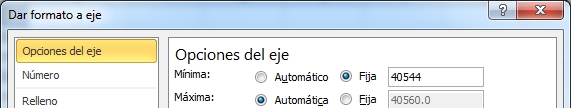 Dar formato a eje
Opciones del eje
Número
Relleno
Opciones del eje
Mínima: Automático Fija 40544
Máxima: Automática Fija 40560.0